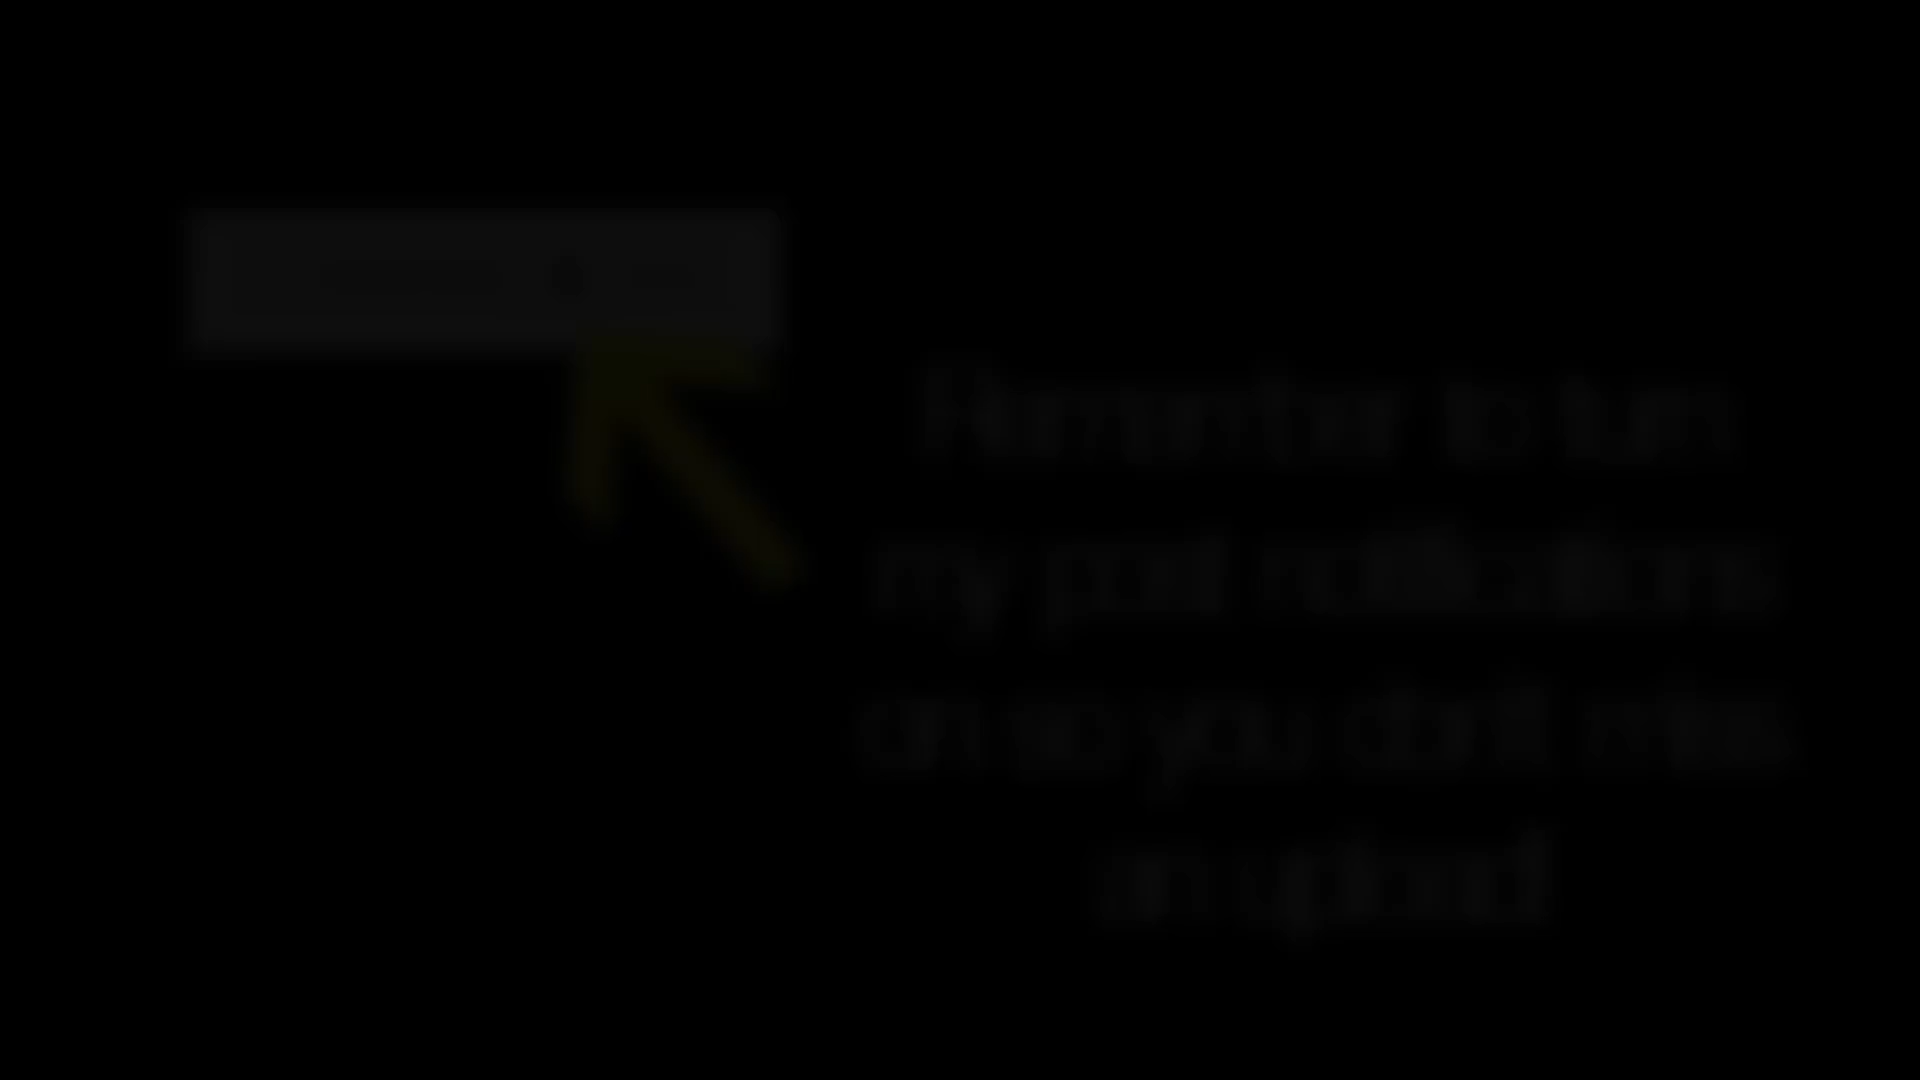 Remember to turn
my post notifications
on so you don't miss
an upload